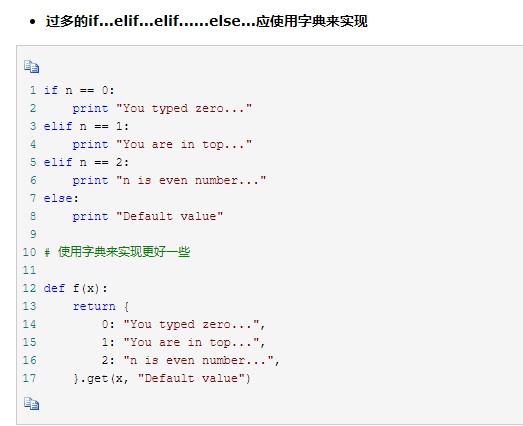 过多的if...elif...elif......else...应使用字典来实现
1 if n == 0:
2     print "You typed zero..."
3 elif n == 1:
4     print "You are in top..."
5 elif n == 2:
6     print "n is even number..."
7 else:
8     print "Default value"
9
10 # 使用字典来实现更好一些
11
12 def f(x):
13     return {
14         0: "You typed zero...",
15         1: "You are in top...",
16         2: "n is even number...",
17     }.get(x, "Default value")